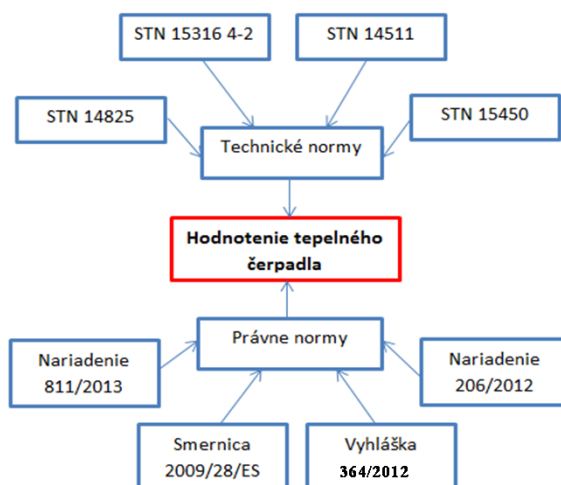 STN 15316 4-2
STN 14511
STN 14825
STN 15450
Technické normy
Hodnotenie tepelného
čerpadla
Právne normy
Nariadenie
811/2013
Nariadenie
206/2012
Smernica
2009/28/ES
Vyhláška
364/2012